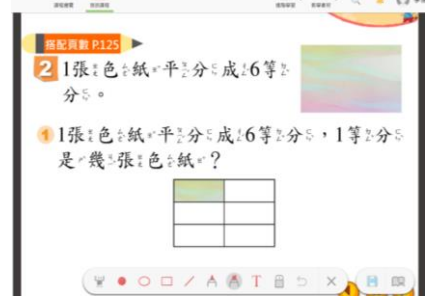 搭配頁數 P.125
2 1張色紙平分成6等
分。
1 1張色紙平分成6等分，1等分
是幾張色紙？
T